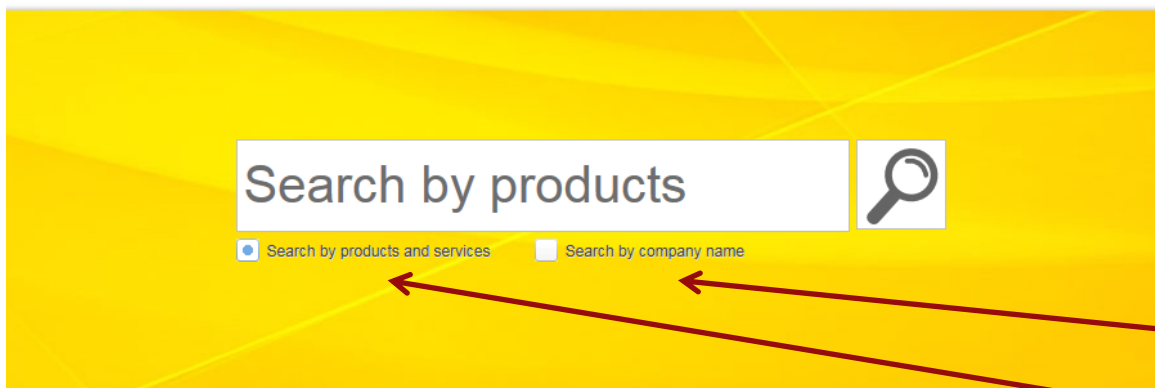 Search by products
Search by products and services Search by company name